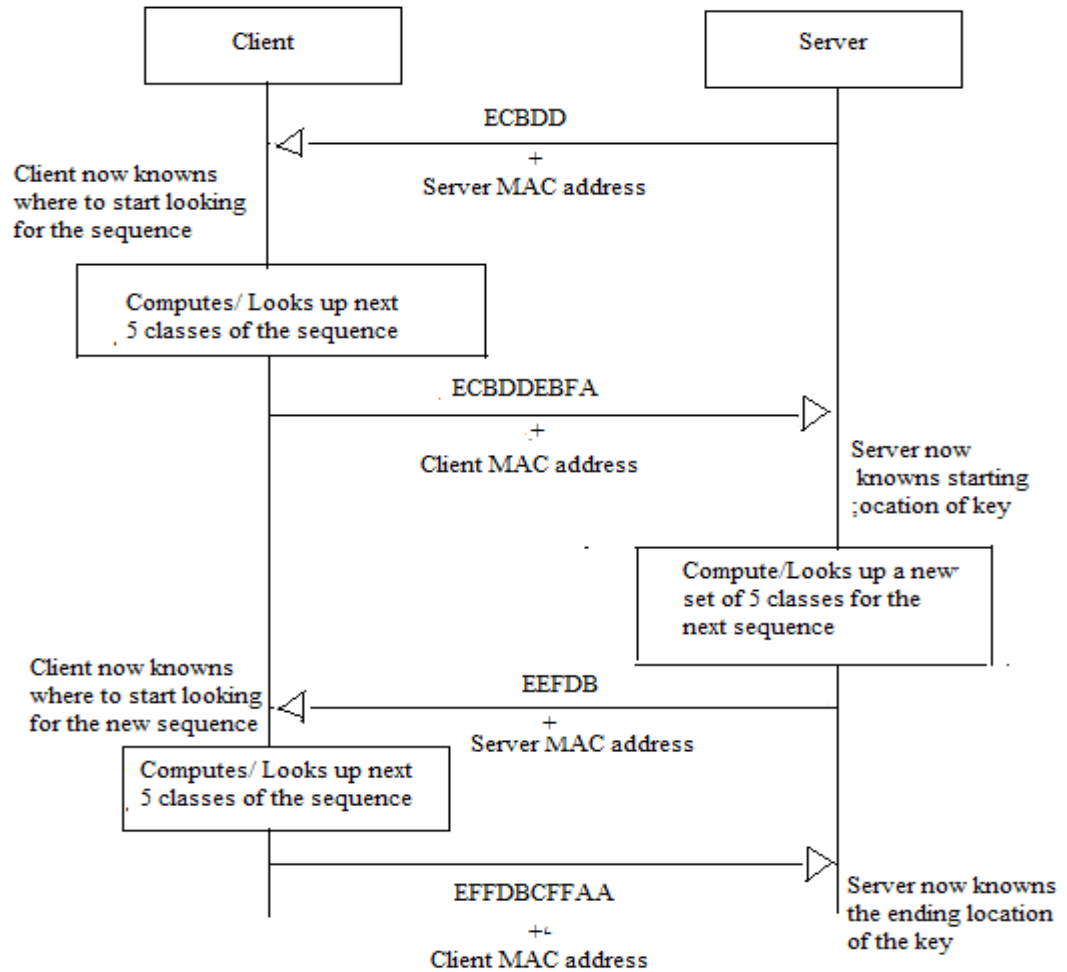 Client
Server
ECBDD
+
Server MAC address
Client now knowns
where to start looking
for the sequence
Computes/ Looks up next
5 classes of the sequence
ECBDDEBFA
+
Client MAC address
Server now
knowns starting
;ocation of key
Compute/Looks up a new
set of 5 classes for the
next sequence
Client now knowns
where to start looking
for the new sequence
EEFDB
+
Server MAC address
Computes/ Looks up next
5 classes of the sequence
EFFDBCFFAA
+
Client MAC address
Server now knowns
the ending location
of the key